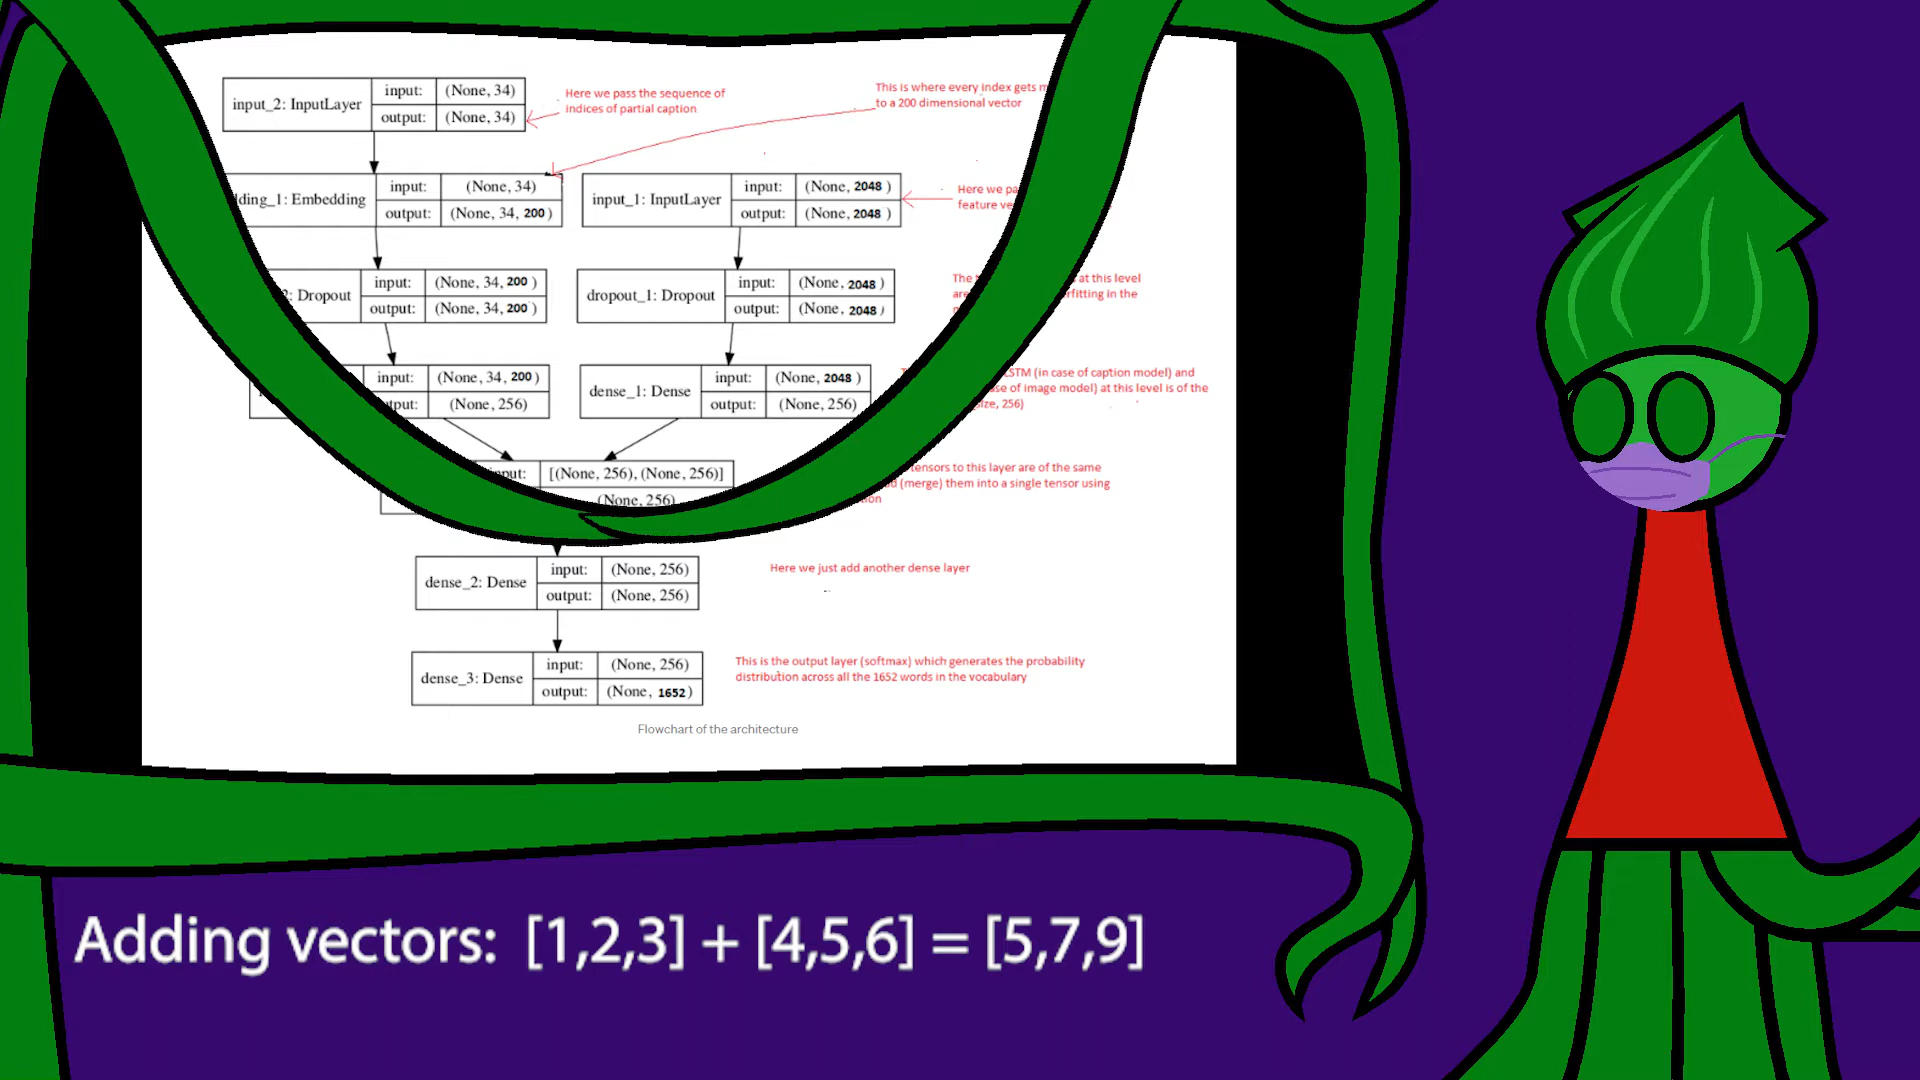 input_2: InputLayer
input: (None, 34)
output: (None, 34)
Here we pass the sequence of
indices of partial caption
This is where every index gets
to a 200 dimensional vector
Embedding
input: (None, 34)
output: (None, 34, 200 )
input_1: InputLayer
input: (None, 2048 )
output: (None, 2048 )
Here we
feature
Dropout
input: (None, 34, 200 )
output: (None, 34, 200 )
dropout_1: Dropout
input: (None, 2048 )
output: (None, 2048 )
The
at this level
in the
input: (None, 34, 200 )
(None, 256)
dense_1: Dense
input: (None, 2048 )
output: (None, 256)
(in case of caption model) and
of image model) at this level is of the
256)
[(None, 256), (None, 256)]
(None, 256)
tensors to this layer are of the same
(merge) them into a single tensor using
dense_2: Dense
input: (None, 256)
output: (None, 256)
Here we just add another dense layer
dense_3: Dense
input: (None, 256)
output: (None, 1652 )
This is the output layer (softmax) which generates the probability
distribution across all the 1652 words in the vocabulary
Flowchart of the architecture
Adding vectors: [1,2,3] + [4,5,6] = [5,7,9]